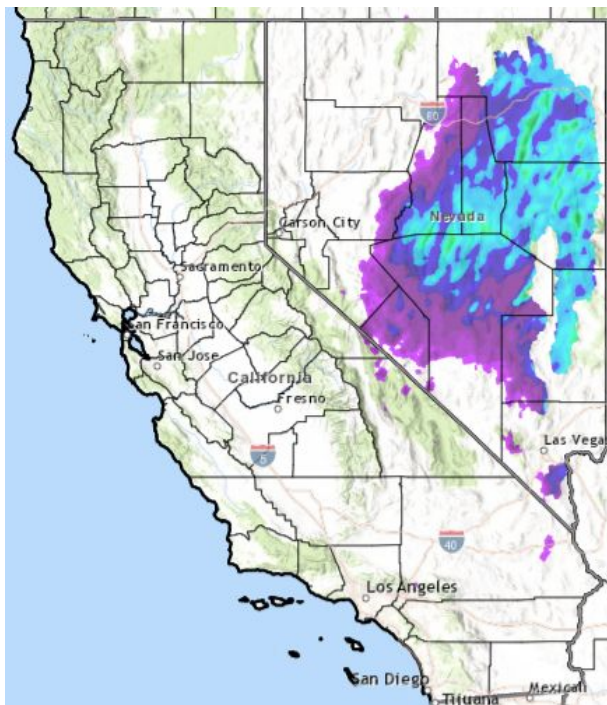 80
Nevada
Carson City
Sacramento
San Francisco
San Jose
California
Fresno
5
Las Vegas
40
Los Angeles
San Diego
Mexicali
Tijuana